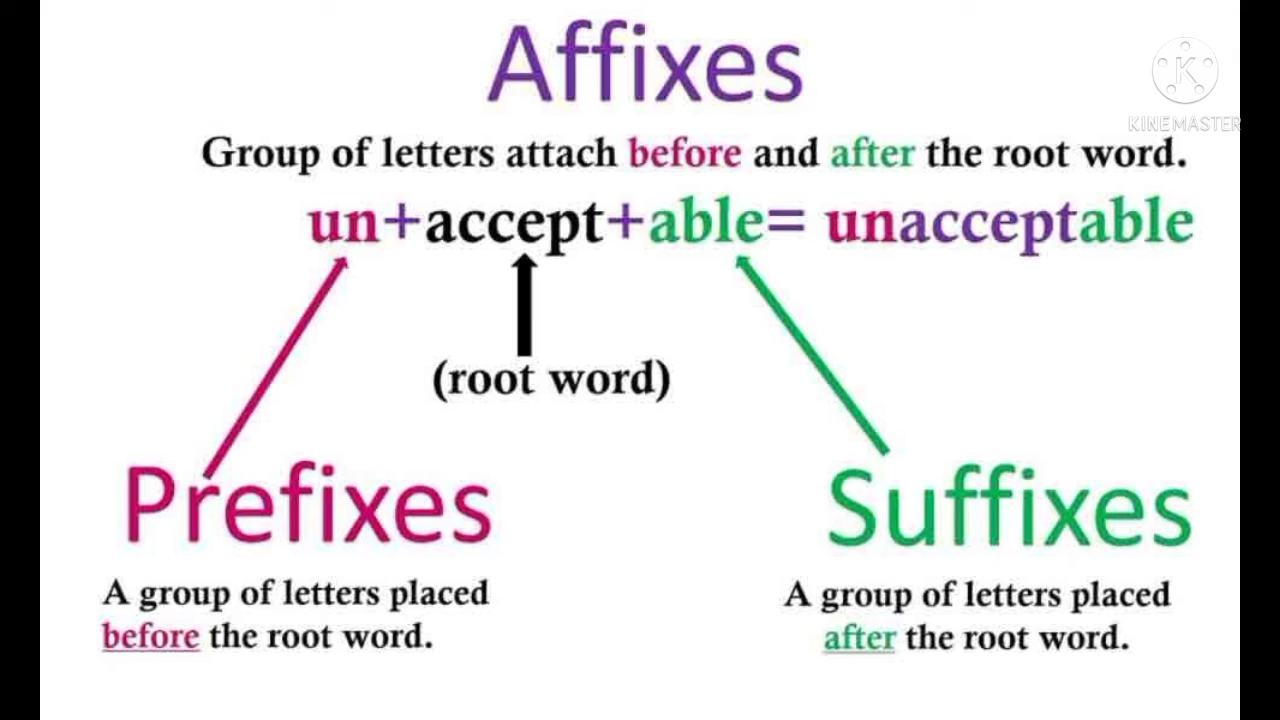 Affixes
K
KINEMASTER
Group of letters attach before and after the root word.
un+accept+able= unacceptable
(root word)
Prefixes
A group of letters placed
before the root word.
Suffixes
A group of letters placed
after the root word.